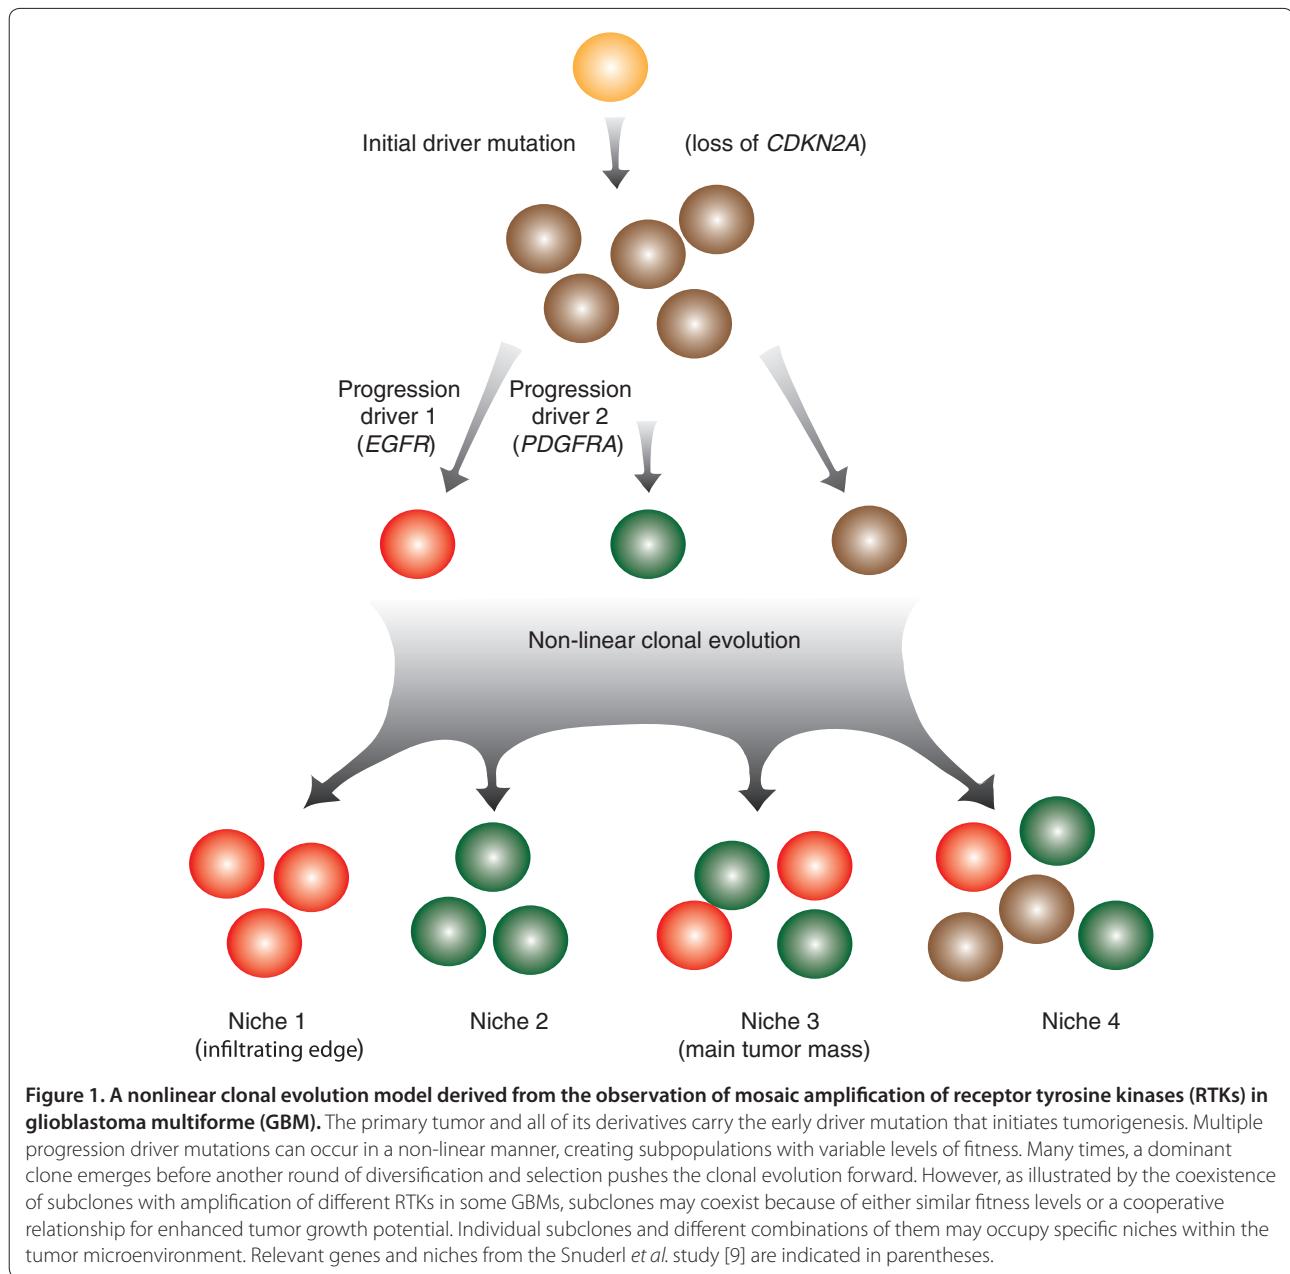 Initial driver mutation
(loss of CDKN2A)
Progression
driver 1
(EGFR)
Progression
driver 2
(PDGFRA)
Non-linear clonal evolution
Niche 1
(infiltrating edge)
Niche 2
Niche 3
(main tumor mass)
Niche 4
Figure 1. A nonlinear clonal evolution model derived from the observation of mosaic amplification of receptor tyrosine kinases (RTKs) in
glioblastoma multiforme (GBM). The primary tumor and all of its derivatives carry the early driver mutation that initiates tumorigenesis. Multiple
progression driver mutations can occur in a non-linear manner, creating subpopulations with variable levels of fitness. Many times, a dominant
clone emerges before another round of diversification and selection pushes the clonal evolution forward. However, as illustrated by the coexistence
of subclones with amplification of different RTKs in some GBMs, subclones may coexist because of either similar fitness levels or a cooperative
relationship for enhanced tumor growth potential. Individual subclones and different combinations of them may occupy specific niches within the
tumor microenvironment. Relevant genes and niches from the Snuderl et al. study [9] are indicated in parentheses.